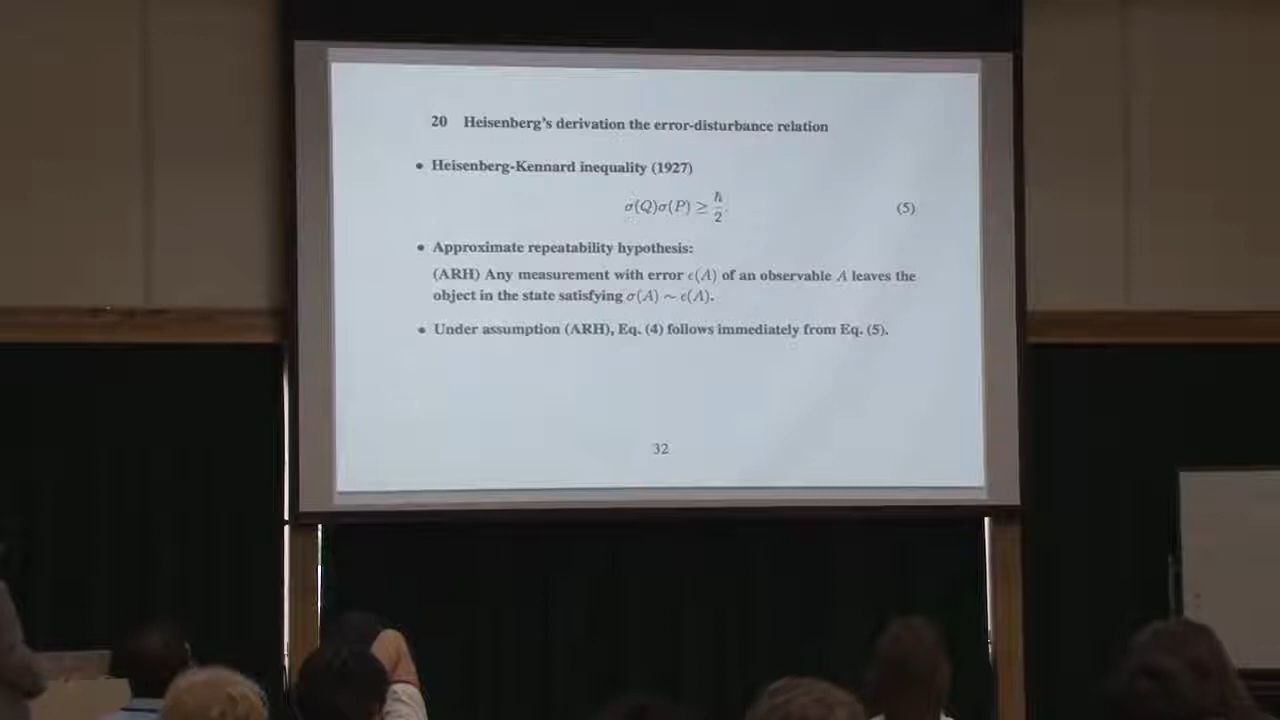 20 Heisenberg's derivation the error-disturbance relation
• Heisenberg-Kennard inequality (1927)
σ(Q)σ(P) ≥ ℏ/2. (5)
• Approximate repeatability hypothesis:
(ARH) Any measurement with error ϵ(A) of an observable A leaves the
object in the state satisfying σ(A) ∼ ϵ(A).
• Under assumption (ARH), Eq. (4) follows immediately from Eq. (5).
32